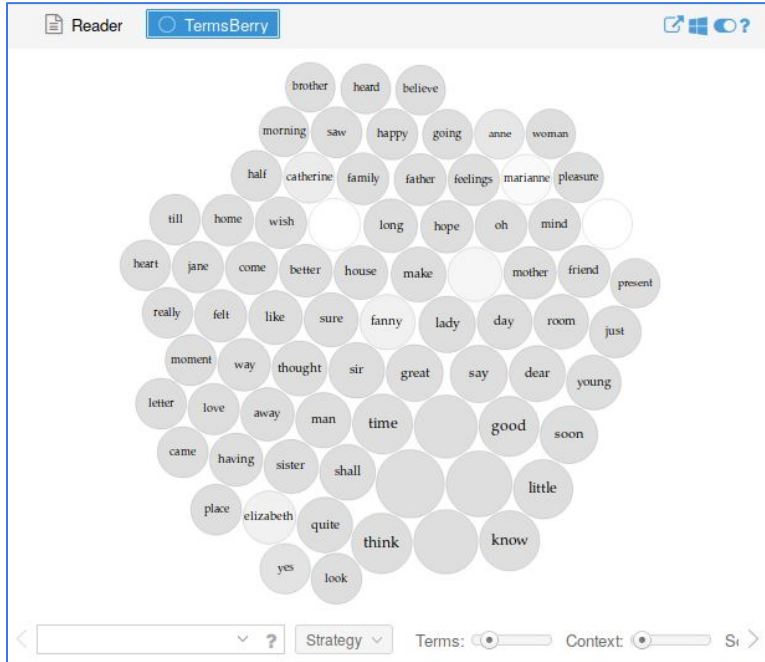 Reader TermsBerry ?
brother heard believe
morning saw happy going anne woman
half catherine family father feelings marianne pleasure
till home wish long hope oh mind
heart jane come better house make mother friend present
really felt like sure fanny lady day room just
moment way thought sir great say dear young
letter love away man time good soon
came having sister shall little
place elizabeth quite think know
yes look
? Strategy Terms: Context: